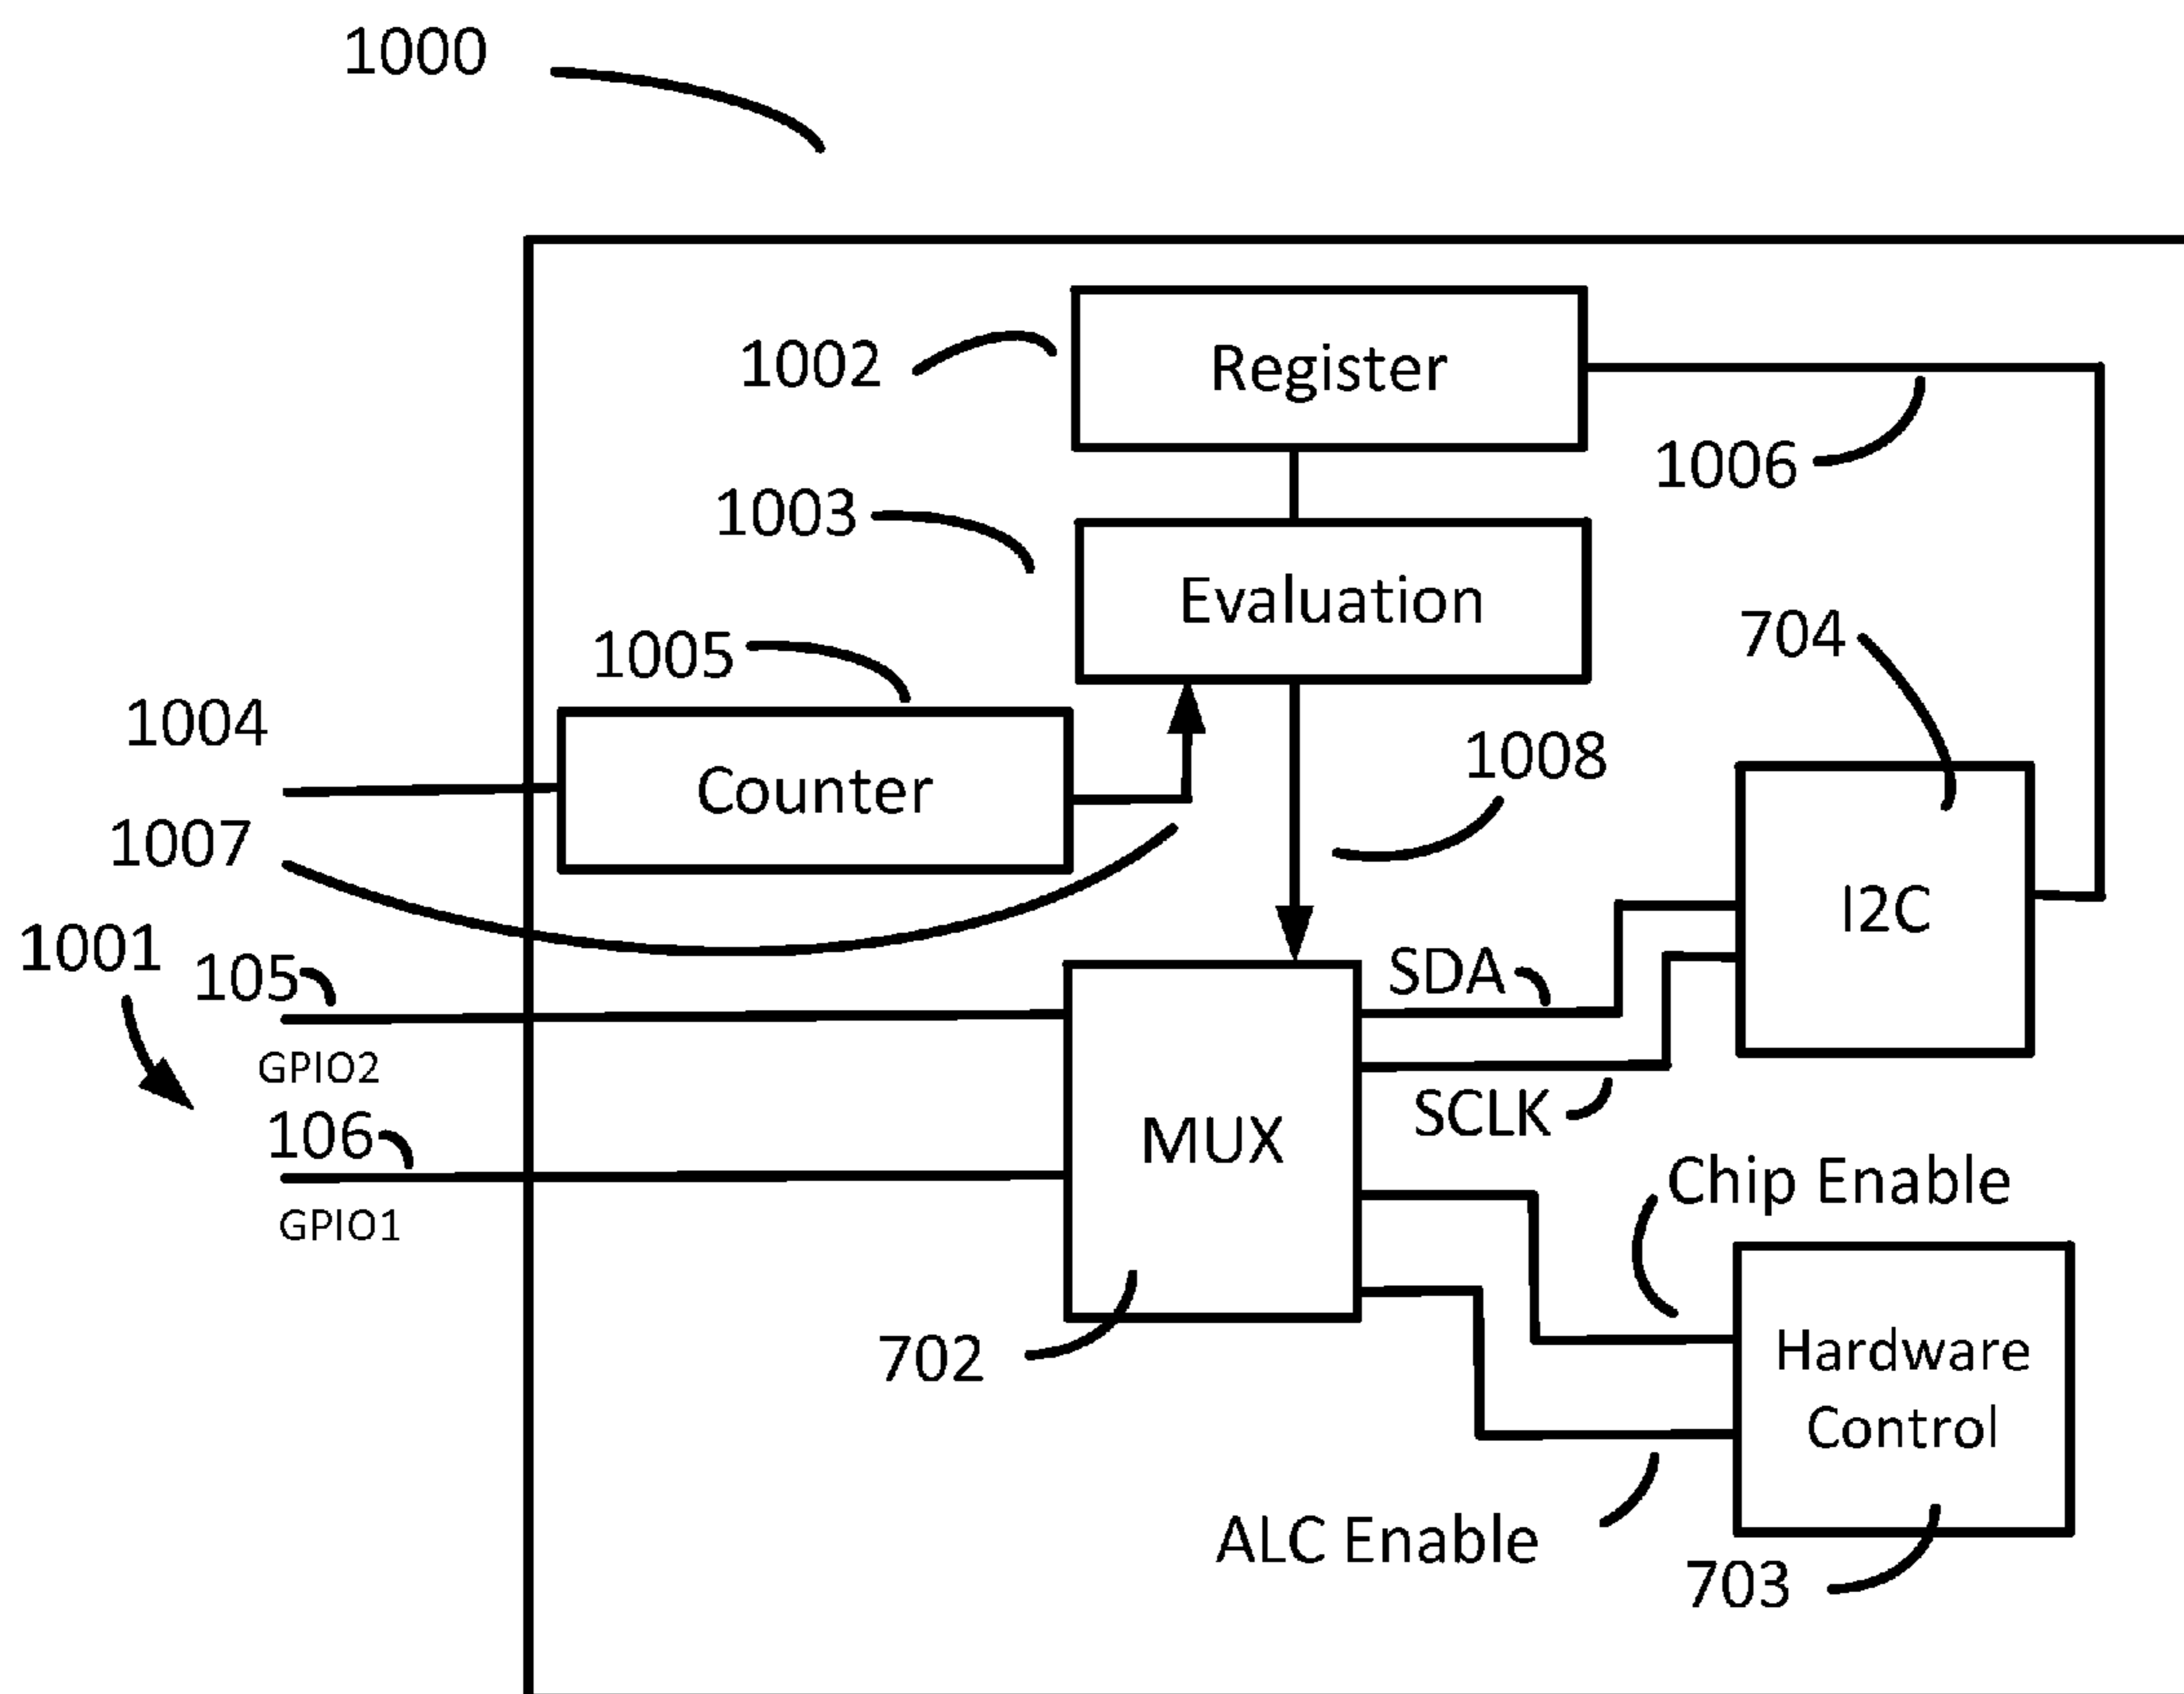 1000
1002
Register
1006
1003
Evaluation
704
1005
1004
Counter
1008
1007
I2C
1001
105
SDA
GPIO2
SCLK
106
MUX
Chip Enable
GPIO1
702
Hardware
Control
ALC Enable
703